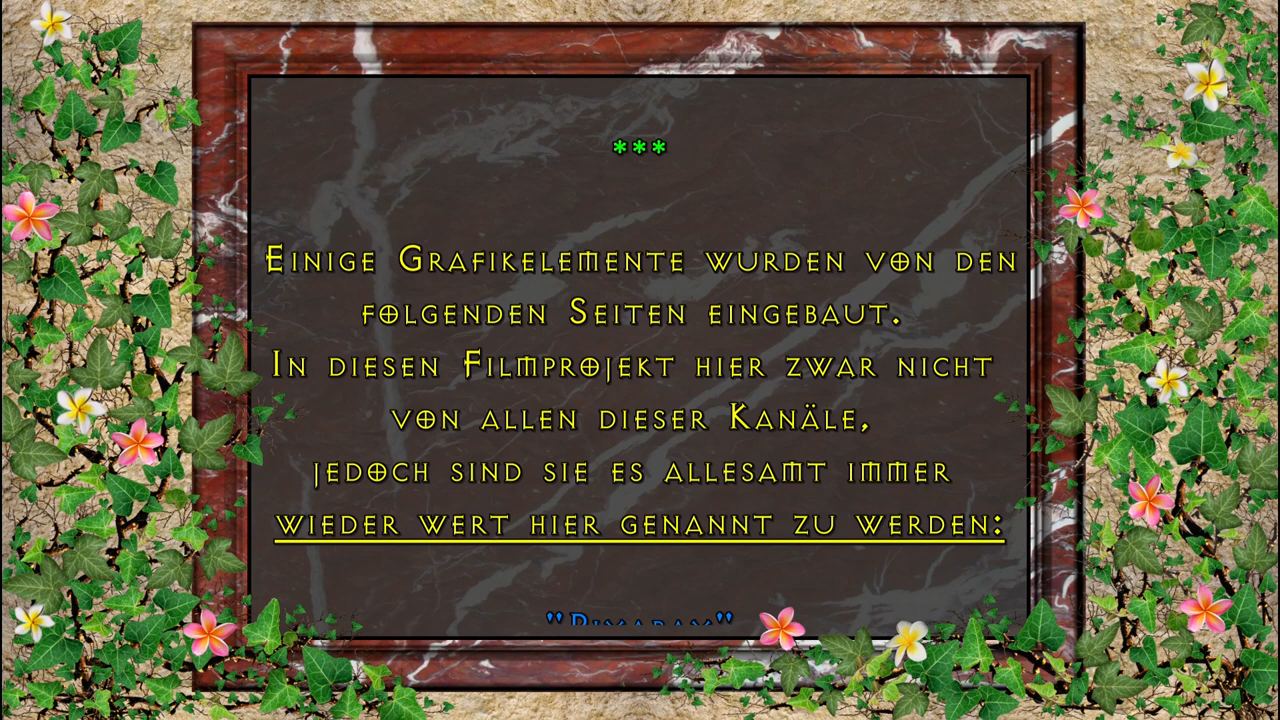 ***
Einige Grafikelemente wurden von den
folgenden Seiten eingebaut.
In diesen Filmprojekt hier zwar nicht
von allen dieser Kanäle,
jedoch sind sie es allesamt immer
wieder wert hier genannt zu werden:
"Pixabay"